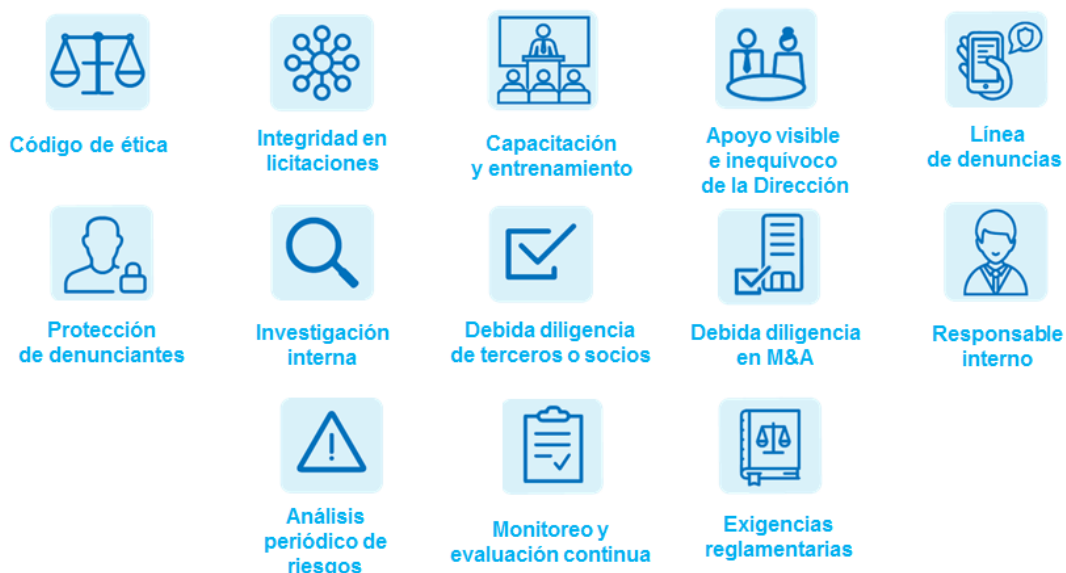 Código de ética
Integridad en
licitaciones
Capacitación
y entrenamiento
Apoyo visible
e inequívoco
de la Dirección
Línea
de denuncias
Protección
de denunciantes
Investigación
interna
Debida diligencia
de terceros o socios
Debida diligencia
en M&A
Responsable
interno
Análisis
periódico de
riesgos
Monitoreo y
evaluación continua
Exigencias
reglamentarias